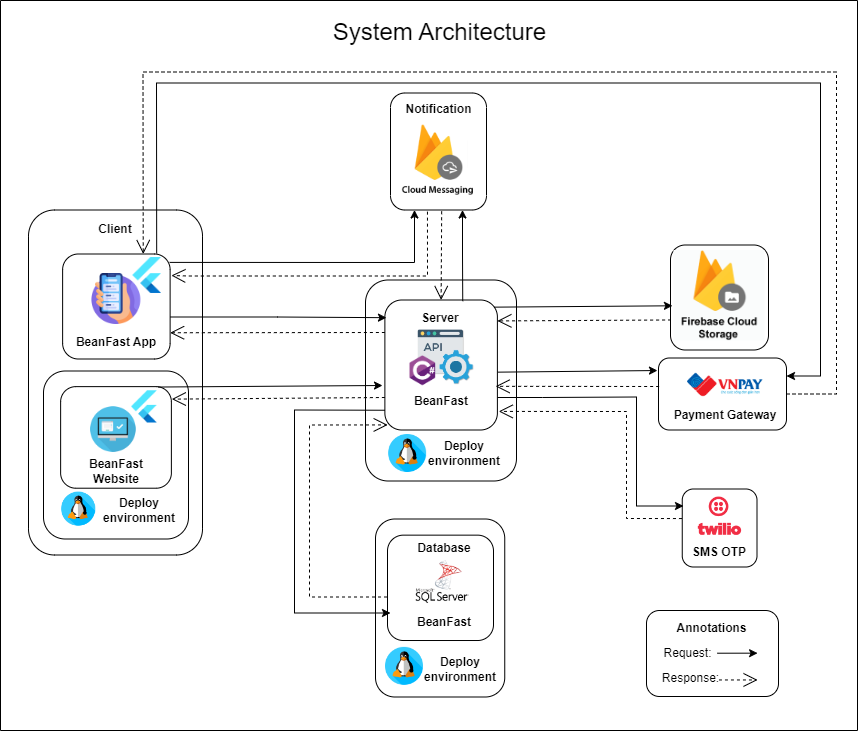 System Architecture
Notification
Cloud Messaging
Client
BeanFast App
BeanFast
Website
Deploy
environment
Server
API
C#
BeanFast
Deploy
environment
Firebase Cloud
Storage
VNPAY
Payment Gateway
twilio
SMS OTP
Database
Microsoft
SQL Server
BeanFast
Deploy
environment
Annotations
Request:
Response: